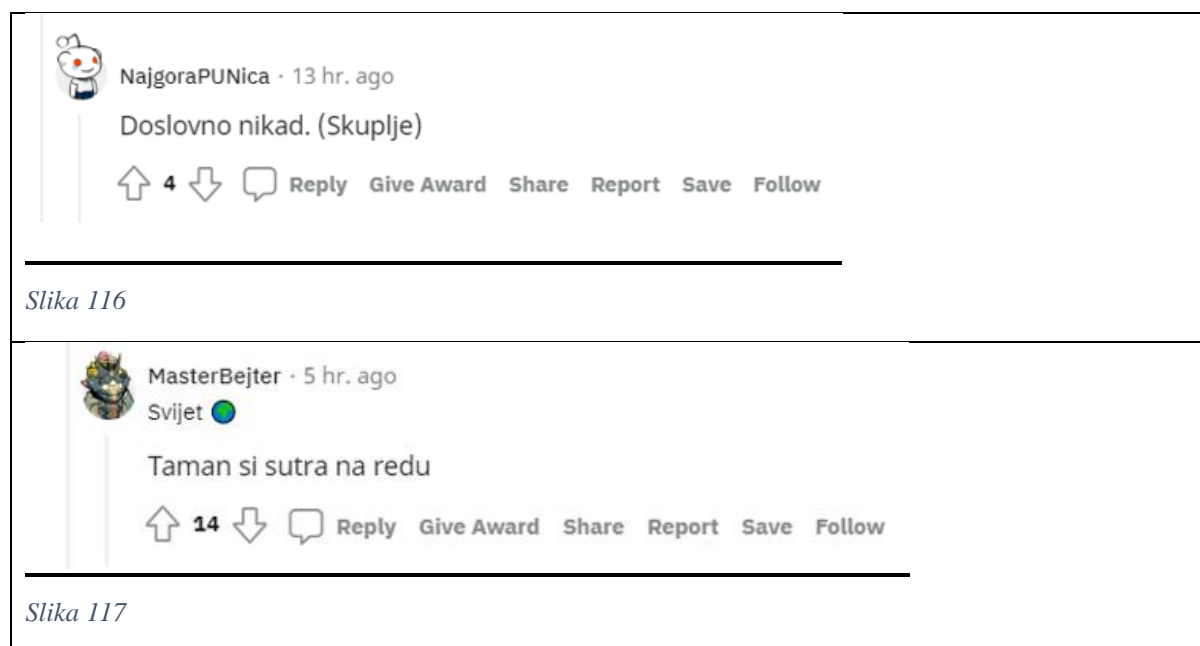 NajgoraPUNica · 13 hr. ago
Doslovno nikad. (Skuplje)
4 Reply Give Award Share Report Save Follow
Slika 116
MasterBejter · 5 hr. ago
Svijet
Taman si sutra na redu
14 Reply Give Award Share Report Save Follow
Slika 117